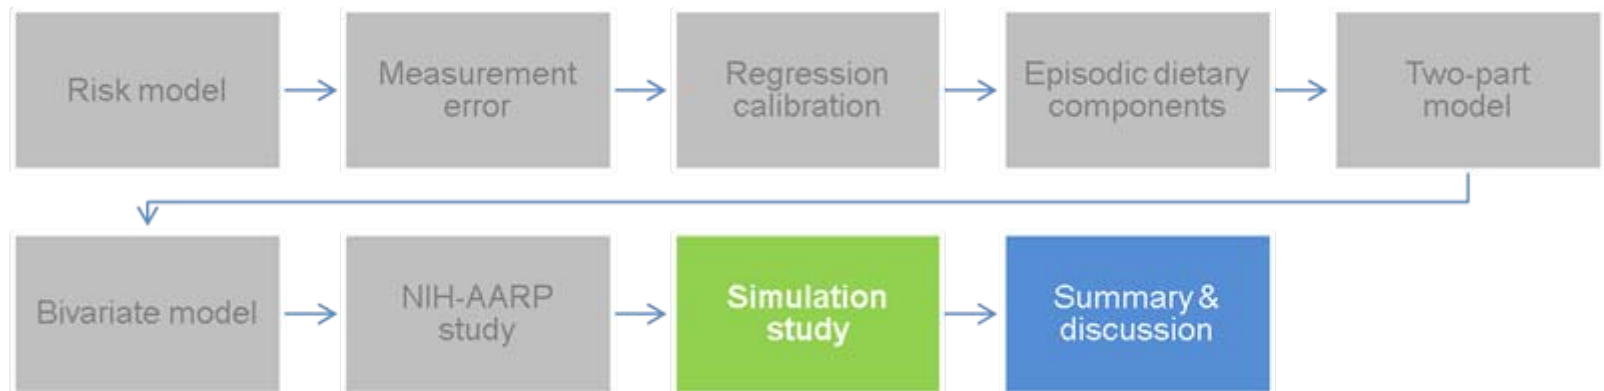 Risk model
Measurement
error
Regression
calibration
Episodic dietary
components
Two-part
model
Bivariate model
NIH-AARP
study
Simulation
study
Summary &
discussion